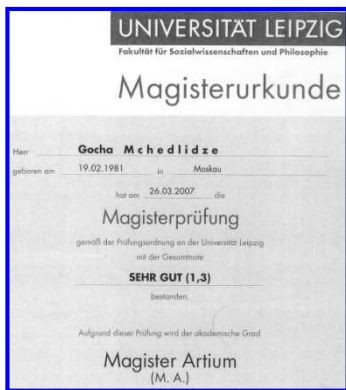 UNIVERSITÄT LEIPZIG
Fakultät für Sozialwissenschaften und Philosophie
Magisterurkunde
Herr Gocha Mchedlidze
geboren am 19.02.1981 in Moskau
hat am 26.03.2007 die
Magisterprüfung
gemäß der Prüfungsordnung an der Universität Leipzig
mit der Gesamtnote
SEHR GUT (1,3)
bestanden.
Aufgrund dieser Prüfung wird der akademische Grad
Magister Artium
(M. A.)